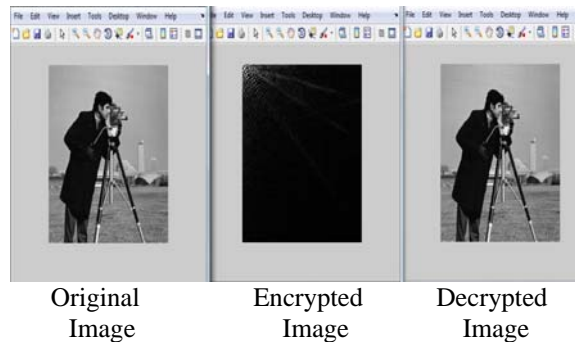 File Edit View Insert Tools Desktop Window Help
File Edit View Insert Tools Desktop Window Help
File Edit View Insert Tools Desktop Window Help
Original Encrypted Decrypted
Image Image Image